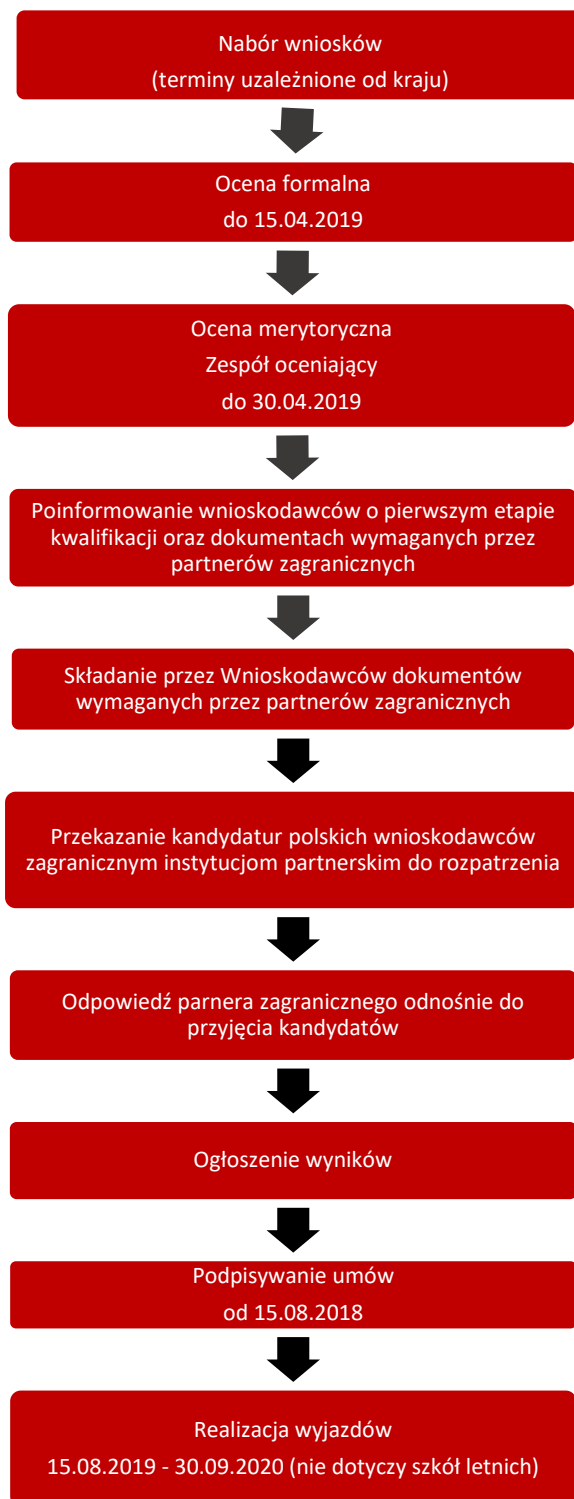 Nabór wniosków
(terminy uzależnione od kraju)
Ocena formalna
do 15.04.2019
Ocena merytoryczna
Zespół oceniający
do 30.04.2019
Poinformowanie wnioskodawców o pierwszym etapie
kwalifikacji oraz dokumentach wymaganych przez
partnerów zagranicznych
Składanie przez Wnioskodawców dokumentów
wymaganych przez partnerów zagranicznych
Przekazanie kandydatur polskich wnioskodawców
zagranicznym instytucjom partnerskim do rozpatrzenia
Odpowiedź parnera zagranicznego odnośnie do
przyjęcia kandydatów
Ogłoszenie wyników
Podpisywanie umów
od 15.08.2018
Realizacja wyjazdów
15.08.2019 - 30.09.2020 (nie dotyczy szkół letnich)